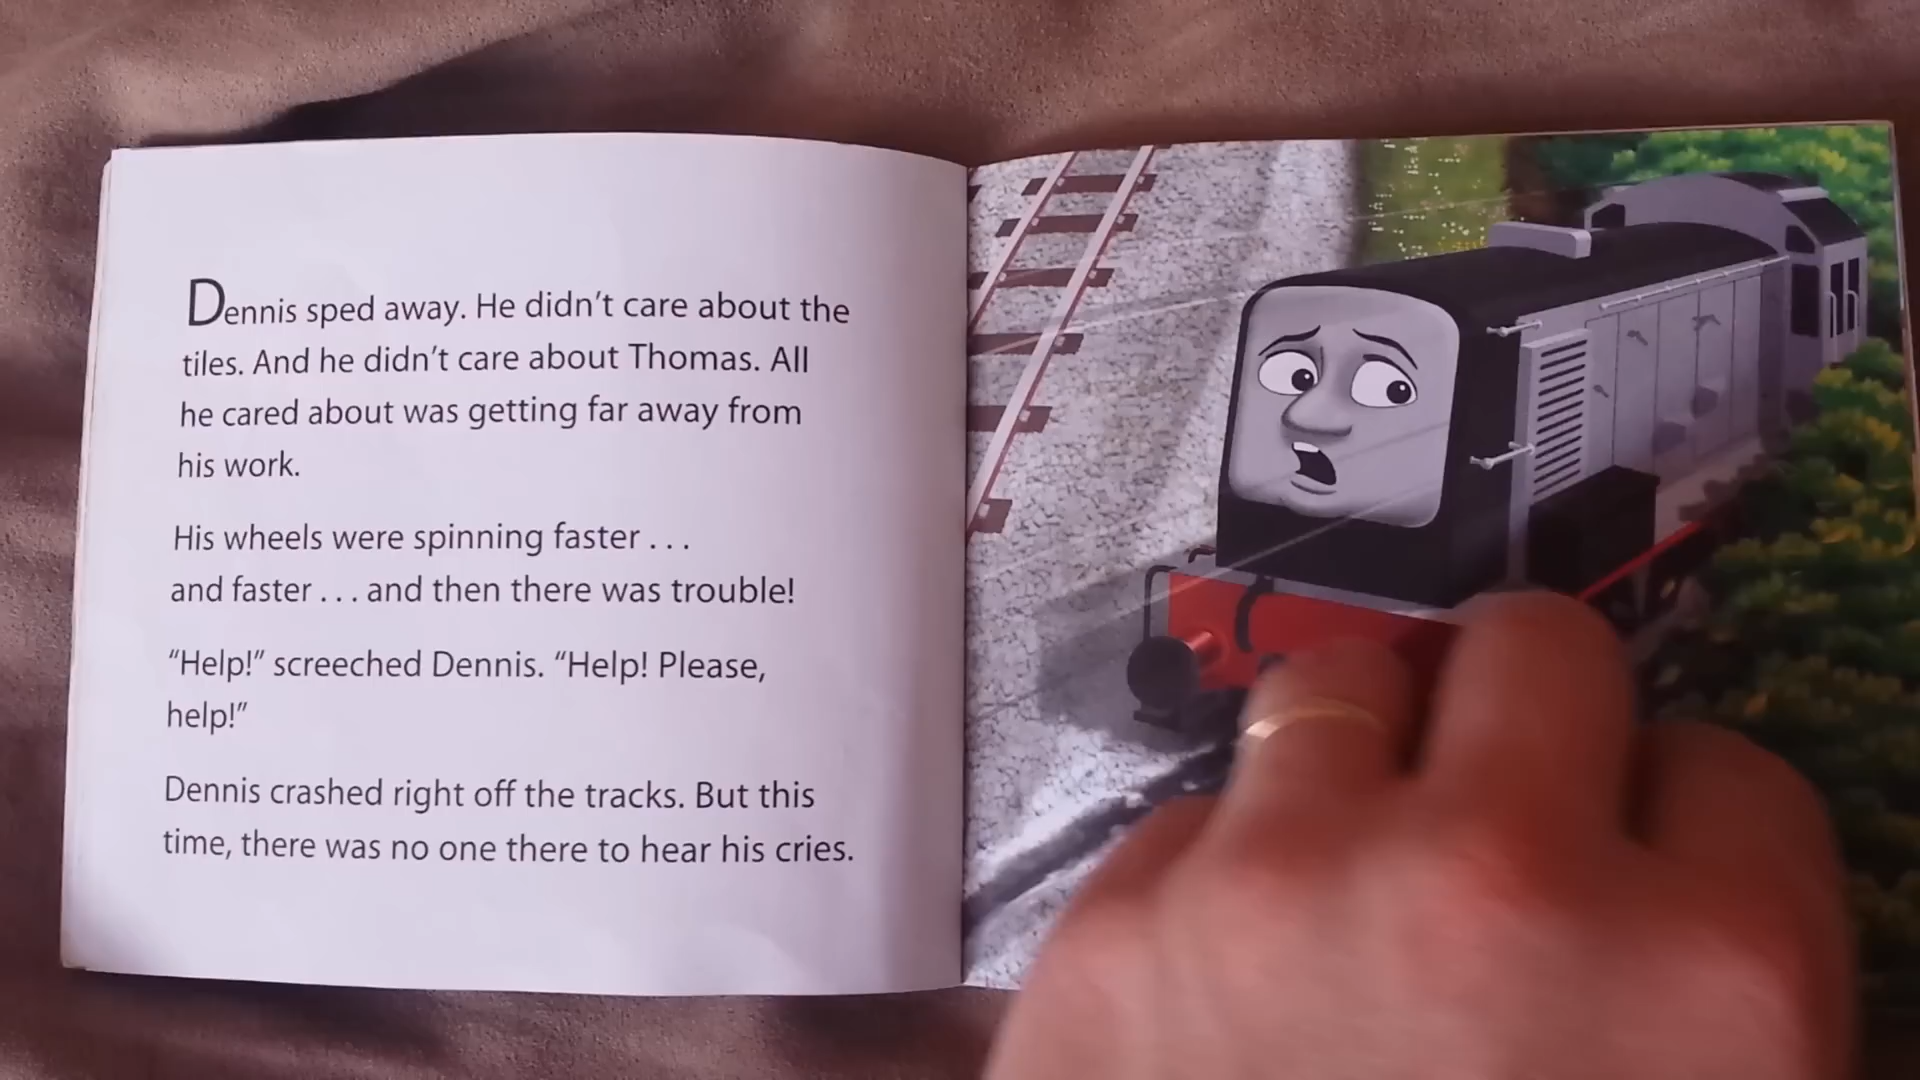 Dennis sped away. He didn’t care about the
tiles. And he didn’t care about Thomas. All
he cared about was getting far away from
his work.
His wheels were spinning faster . . .
and faster . . . and then there was trouble!
“Help!” screeched Dennis. “Help! Please,
help!”
Dennis crashed right off the tracks. But this
time, there was no one there to hear his cries.